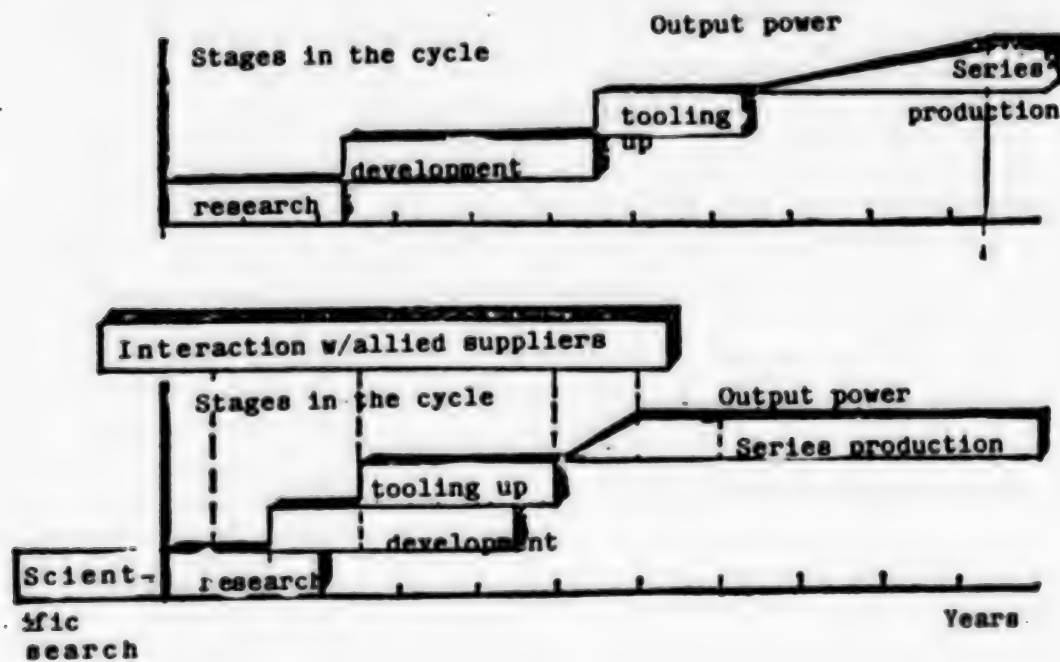 Output power
Stages in the cycle
Series
production
tooling
up
development
research
Interaction w/allied suppliers
Stages in the cycle
Output power
Series production
tooling up
development
Scient-
research
ific
search
Years